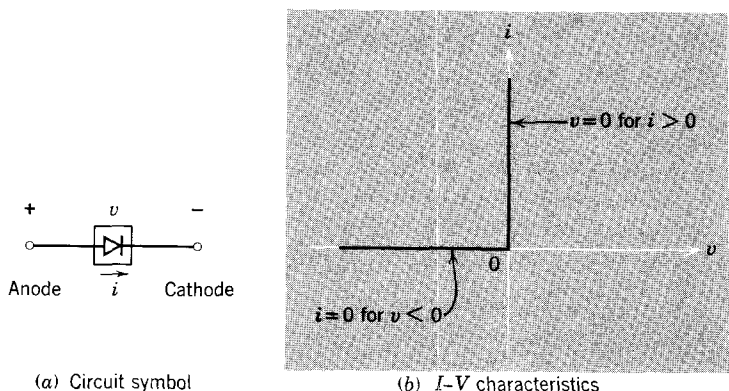 + v −
Anode i Cathode
(a) Circuit symbol
i
v=0 for i > 0
0 v
i=0 for v < 0
(b) I–V characteristics